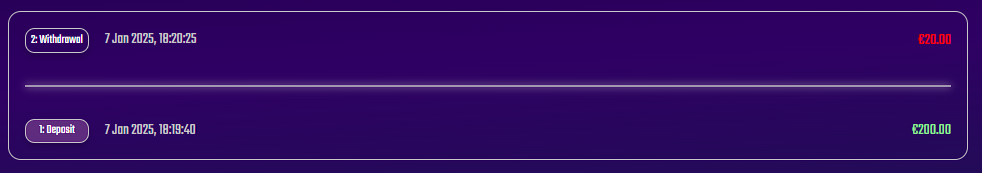 2: Withdrawal 7 Jan 2025, 18:20:25 €20.00
1: Deposit 7 Jan 2025, 18:19:40 €200.00